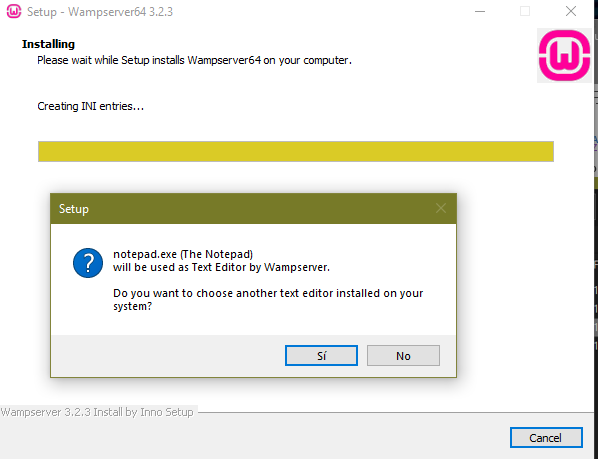 Setup - Wampserver64 3.2.3
Installing
Please wait while Setup installs Wampserver64 on your computer.
Creating INI entries...
Setup
notepad.exe (The Notepad)
will be used as Text Editor by Wampserver.
Do you want to choose another text editor installed on your
system?
Sí
No
Wampserver 3.2.3 Install by Inno Setup
Cancel